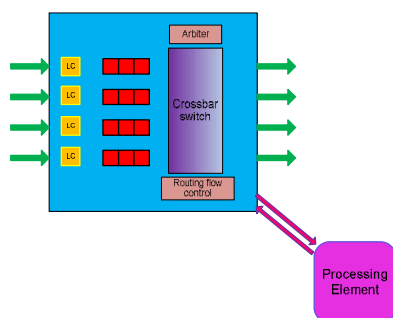 Arbiter
LC
LC
LC
LC
Crossbar
switch
Routing flow
control
Processing
Element